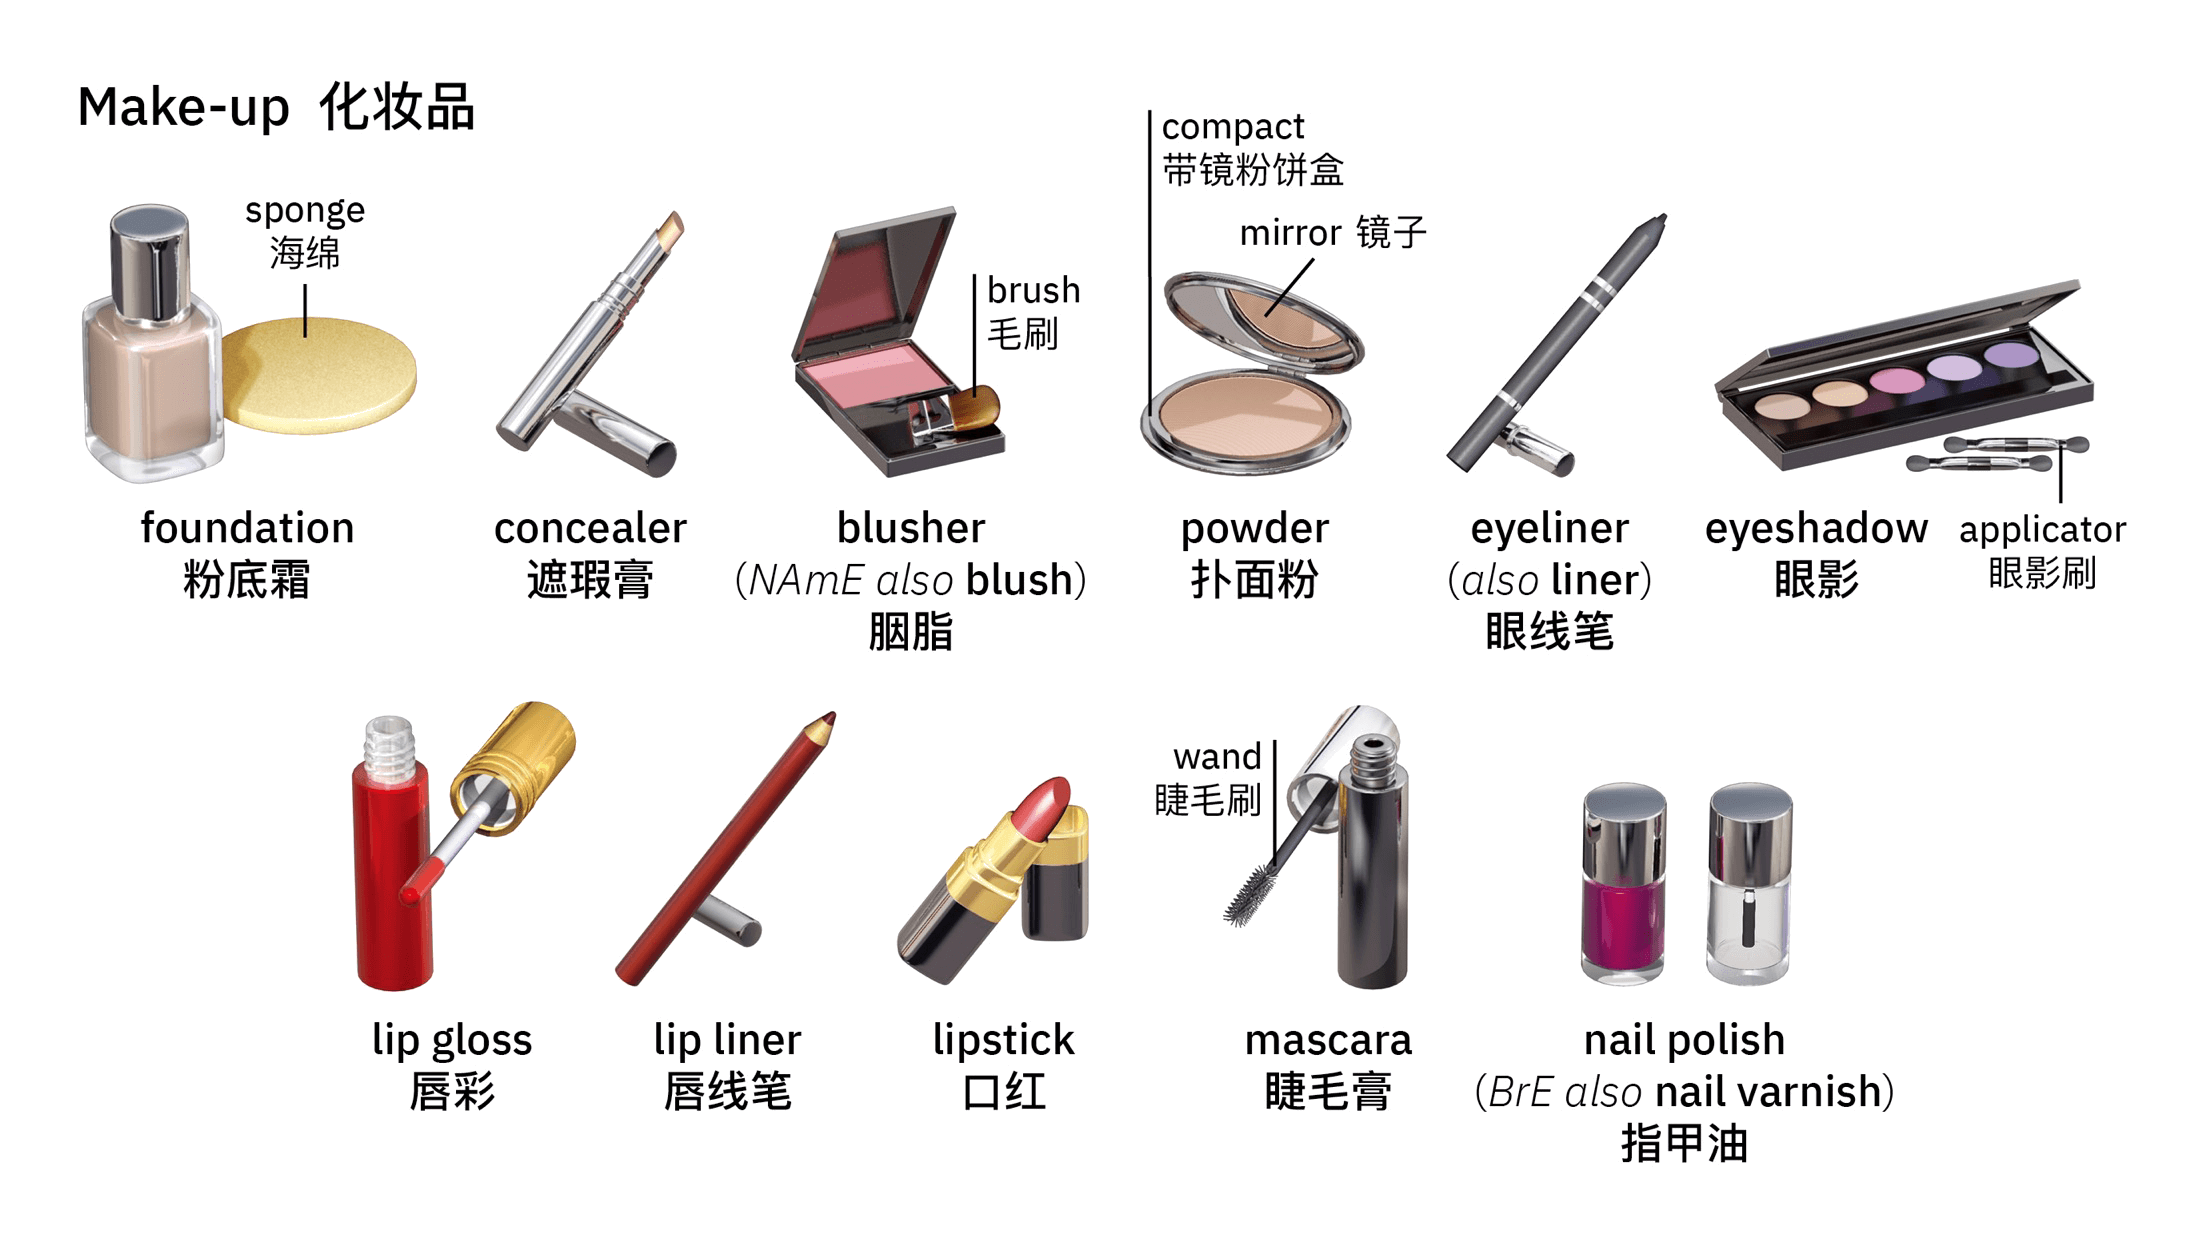 Make-up 化妆品
sponge
海绵
brush
毛刷
compact
带镜粉饼盒
mirror 镜子
foundation
粉底霜
concealer
遮瑕膏
blusher
(NAmE also blush)
胭脂
powder
扑面粉
eyeliner
(also liner)
眼线笔
eyeshadow
眼影
applicator
眼影刷
lip gloss
唇彩
lip liner
唇线笔
lipstick
口红
wand
睫毛刷
mascara
睫毛膏
nail polish
(BrE also nail varnish)
指甲油